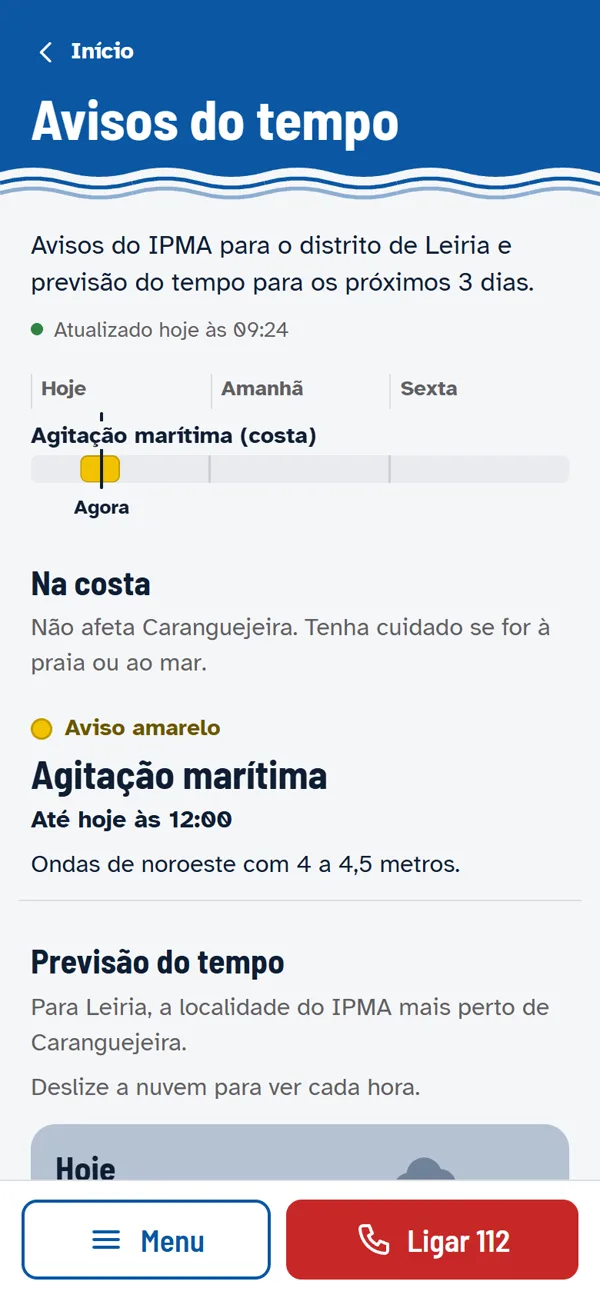 Início
Avisos do tempo
Avisos do IPMA para o distrito de Leiria e
previsão do tempo para os próximos 3 dias.
Atualizado hoje às 09:24
Hoje
Amanhã
Sexta
Agitação marítima (costa)
Agora
Na costa
Não afeta Caranguejeira. Tenha cuidado se for à
praia ou ao mar.
Aviso amarelo
Agitação marítima
Até hoje às 12:00
Ondas de noroeste com 4 a 4,5 metros.
Previsão do tempo
Para Leiria, a localidade do IPMA mais perto de
Caranguejeira.
Deslize a nuvem para ver cada hora.
Hoje
Menu
Ligar 112